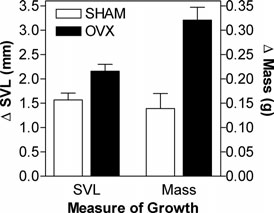 Δ SVL (mm)
3.5
3.0
2.5
2.0
1.5
1.0
0.5
0.0
SHAM
OVX
0.35
0.30
0.25
0.20
0.15
0.10
0.05
0.00
Δ Mass (g)
SVL Mass
Measure of Growth